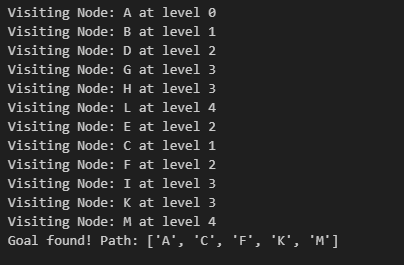 Visiting Node: A at level 0
Visiting Node: B at level 1
Visiting Node: D at level 2
Visiting Node: G at level 3
Visiting Node: H at level 3
Visiting Node: L at level 4
Visiting Node: E at level 2
Visiting Node: C at level 1
Visiting Node: F at level 2
Visiting Node: I at level 3
Visiting Node: K at level 3
Visiting Node: M at level 4
Goal found! Path: ['A', 'C', 'F', 'K', 'M']